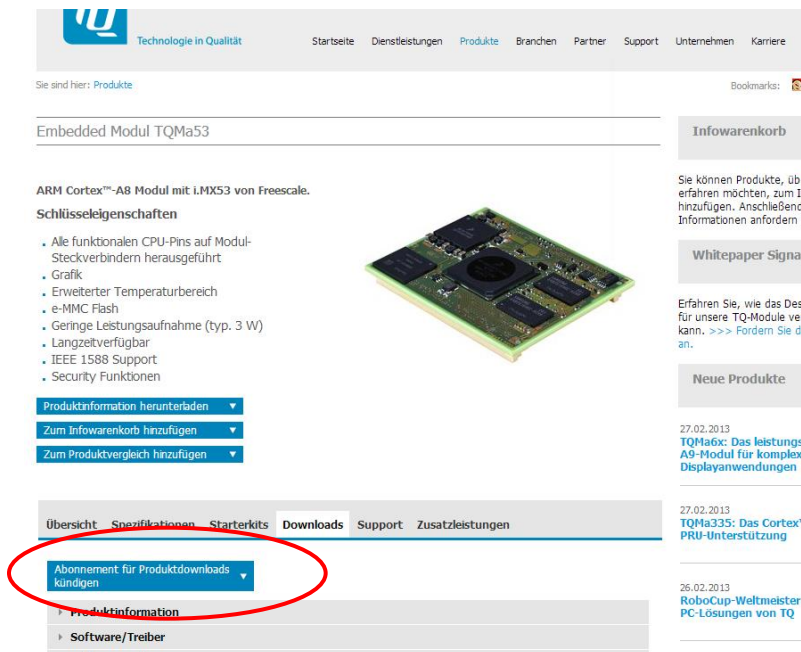 TQ
Technologie in Qualität
Startseite Dienstleistungen Produkte Branchen Partner Support Unternehmen Karriere
Sie sind hier: Produkte
Bookmarks:
Embedded Modul TQMa53
ARM Cortex™-A8 Modul mit i.MX53 von Freescale.
Schlüsseleigenschaften
Alle funktionalen CPU-Pins auf Modul-
Steckverbindern herausgeführt
Grafik
Erweiterter Temperaturbereich
e-MMC Flash
Geringe Leistungsaufnahme (typ. 3 W)
Langzeitverfügbar
IEEE 1588 Support
Security Funktionen
Produktinformation herunterladen
Zum Infowarenkorb hinzufügen
Zum Produktvergleich hinzufügen
Übersicht Spezifikationen Starterkits Downloads Support Zusatzleistungen
Abonnement für Produktdownloads
kündigen
Produktinformation
Software/Treiber
Infowarenkorb
Sie können Produkte, üb
erfahren möchten, zum I
hinzufügen. Anschließend
Informationen anfordern
Whitepaper Signa
Erfahren Sie, wie das Des
für unsere TQ-Module ve
kann. >>> Fordern Sie d
an.
Neue Produkte
27.02.2013
TQMa6x: Das leistungs
A9-Modul für komplex
Displayanwendungen
27.02.2013
TQMa335: Das Cortex
PRU-Unterstützung
26.02.2013
RoboCup-Weltmeister
PC-Lösungen von TQ